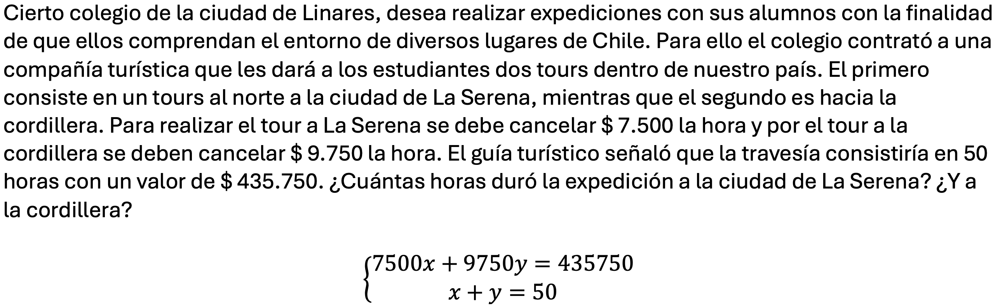 Cierto colegio de la ciudad de Linares, desea realizar expediciones con sus alumnos con la finalidad
de que ellos comprendan el entorno de diversos lugares de Chile. Para ello el colegio contrató a una
compañía turística que les dará a los estudiantes dos tours dentro de nuestro país. El primero
consiste en un tours al norte a la ciudad de La Serena, mientras que el segundo es hacia la
cordillera. Para realizar el tour a La Serena se debe cancelar $ 7.500 la hora y por el tour a la
cordillera se deben cancelar $ 9.750 la hora. El guía turístico señaló que la travesía consistiría en 50
horas con un valor de $ 435.750. ¿Cuántas horas duró la expedición a la ciudad de La Serena? ¿Y a
la cordillera?
7500x + 9750y = 435750
x + y = 50